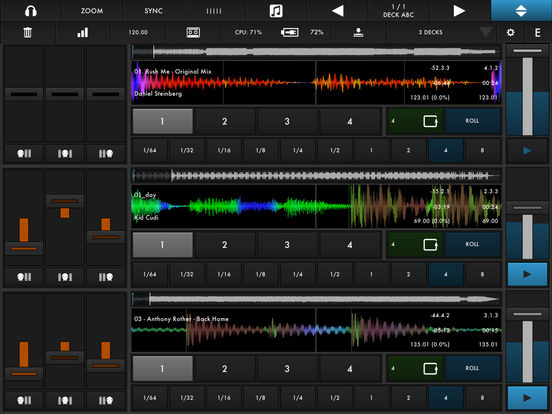 ZOOM SYNC 1 / 1
DECK ABC
120.00 CPU: 71% 72% 3 DECKS E
01. Rush Me : Original Mix -52.3.3 4.1.2
00:24
Daniel Steinberg 123.01 (0.0%) 123.01
1 2 3 4 4 ROLL
1/64 1/32 1/16 1/8 1/4 1/2 1 2 4 8
01_day -15.2.1 2.3.3
-03:19 00:24
Kid Cudi 69.00 (0.0%) 69.00
1 2 3 4 4 ROLL
1/64 1/32 1/16 1/8 1/4 1/2 1 2 4 8
03 - Anthony Rother - Back Home -44.4.2 3.1.3
-05:12 00:15
135.01 (0.0%) 135.01
1 2 3 4 4 ROLL
1/64 1/32 1/16 1/8 1/4 1/2 1 2 4 8